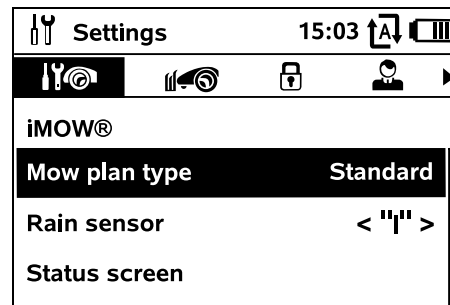 Settings 15:03 A
iMOW®
Mow plan type Standard
Rain sensor < "|" >
Status screen